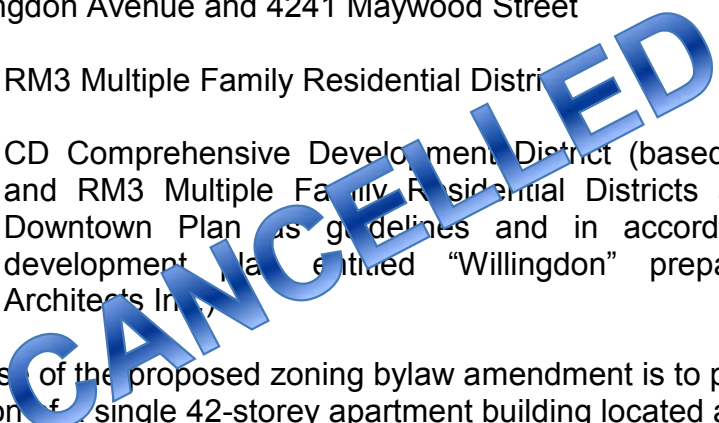 ngdon Avenue and 4241 Maywood Street
RM3 Multiple Family Residential District
CD Comprehensive Development District (based
and RM3 Multiple Family Residential Districts
Downtown Plan as guidelines and in accord
development plan entitled “Willingdon” prepa
Architects Inc.)
CANCELLED
of the proposed zoning bylaw amendment is to p
of a single 42-storey apartment building located a